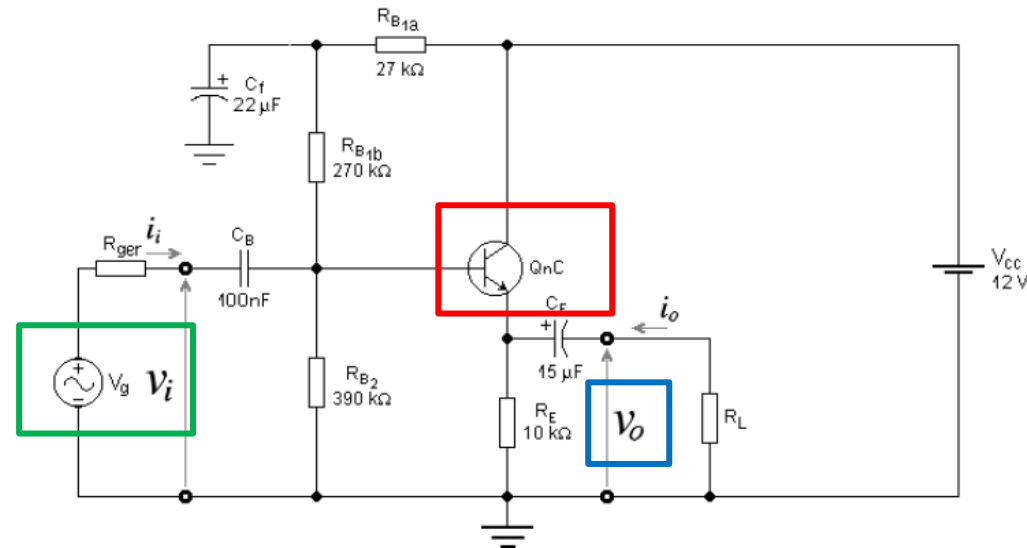 RB1a
27 kΩ
+
Cf
22 μF
RB1b
270 kΩ
ii
Rger
CB
100nF
QnC
VCC
12 V
CE
+
io
15 μF
+
Vg
−
vi
RB2
390 kΩ
RE
10 kΩ
vo
RL